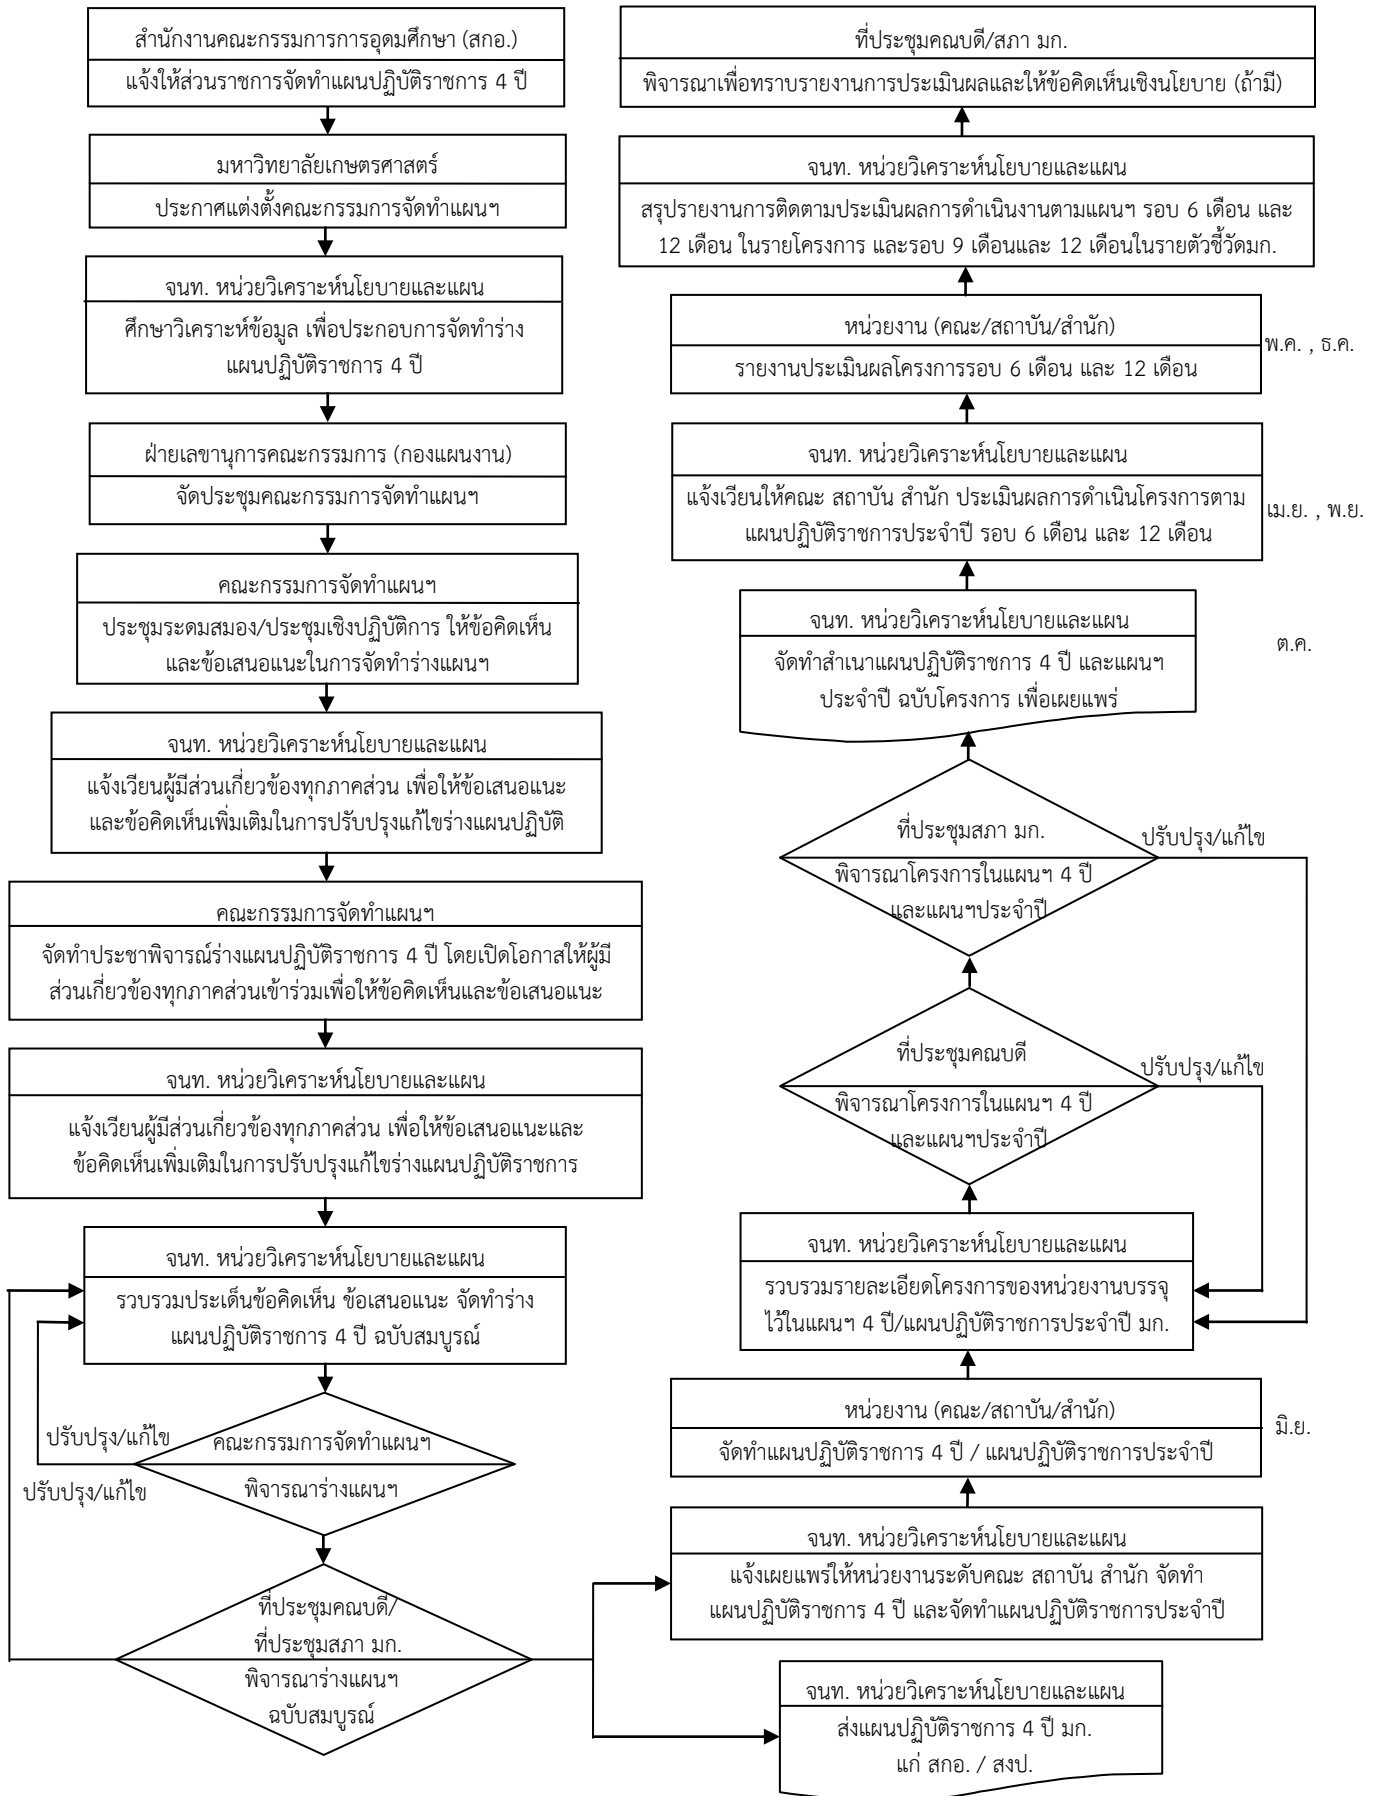 สำนักงานคณะกรรมการการอุดมศึกษา (สกอ.)
แจ้งให้ส่วนราชการจัดทำแผนปฏิบัติราชการ 4 ปี
มหาวิทยาลัยเกษตรศาสตร์
ประกาศแต่งตั้งคณะกรรมการจัดทำแผนฯ
จนท. หน่วยวิเคราะห์นโยบายและแผน
ศึกษาวิเคราะห์ข้อมูล เพื่อประกอบการจัดทำร่าง
แผนปฏิบัติราชการ 4 ปี
ฝ่ายเลขานุการคณะกรรมการ (กองแผนงาน)
จัดประชุมคณะกรรมการจัดทำแผนฯ
คณะกรรมการจัดทำแผนฯ
ประชุมระดมสมอง/ประชุมเชิงปฏิบัติการ ให้ข้อคิดเห็น
และข้อเสนอแนะในการจัดทำร่างแผนฯ
จนท. หน่วยวิเคราะห์นโยบายและแผน
แจ้งเวียนผู้มีส่วนเกี่ยวข้องทุกภาคส่วน เพื่อให้ข้อเสนอแนะ
และข้อคิดเห็นเพิ่มเติมในการปรับปรุงแก้ไขร่างแผนปฏิบัติ
คณะกรรมการจัดทำแผนฯ
จัดทำประชาพิจารณ์ร่างแผนปฏิบัติราชการ 4 ปี โดยเปิดโอกาสให้ผู้มี
ส่วนเกี่ยวข้องทุกภาคส่วนเข้าร่วมเพื่อให้ข้อคิดเห็นและข้อเสนอแนะ
จนท. หน่วยวิเคราะห์นโยบายและแผน
แจ้งเวียนผู้มีส่วนเกี่ยวข้องทุกภาคส่วน เพื่อให้ข้อเสนอแนะและ
ข้อคิดเห็นเพิ่มเติมในการปรับปรุงแก้ไขร่างแผนปฏิบัติราชการ
จนท. หน่วยวิเคราะห์นโยบายและแผน
รวบรวมประเด็นข้อคิดเห็น ข้อเสนอแนะ จัดทำร่าง
แผนปฏิบัติราชการ 4 ปี ฉบับสมบูรณ์
ปรับปรุง/แก้ไข
คณะกรรมการจัดทำแผนฯ
พิจารณาร่างแผนฯ
ปรับปรุง/แก้ไข
ที่ประชุมคณบดี/
ที่ประชุมสภา มก.
พิจารณาร่างแผนฯ
ฉบับสมบูรณ์
ที่ประชุมคณบดี/สภา มก.
พิจารณาเพื่อทราบรายงานการประเมินผลและให้ข้อคิดเห็นเชิงนโยบาย (ถ้ามี)
จนท. หน่วยวิเคราะห์นโยบายและแผน
สรุปรายงานการติดตามประเมินผลการดำเนินงานตามแผนฯ รอบ 6 เดือน และ
12 เดือน ในรายโครงการ และรอบ 9 เดือนและ 12 เดือนในรายตัวชี้วัดมก.
หน่วยงาน (คณะ/สถาบัน/สำนัก)
รายงานประเมินผลโครงการรอบ 6 เดือน และ 12 เดือน
พ.ค. , ธ.ค.
จนท. หน่วยวิเคราะห์นโยบายและแผน
แจ้งเวียนให้คณะ สถาบัน สำนัก ประเมินผลการดำเนินโครงการตาม
แผนปฏิบัติราชการประจำปี รอบ 6 เดือน และ 12 เดือน
เม.ย. , พ.ย.
จนท. หน่วยวิเคราะห์นโยบายและแผน
จัดทำสำเนาแผนปฏิบัติราชการ 4 ปี และแผนฯ
ประจำปี ฉบับโครงการ เพื่อเผยแพร่
ต.ค.
ที่ประชุมสภา มก.
พิจารณาโครงการในแผนฯ 4 ปี
และแผนฯประจำปี
ปรับปรุง/แก้ไข
ที่ประชุมคณบดี
พิจารณาโครงการในแผนฯ 4 ปี
และแผนฯประจำปี
ปรับปรุง/แก้ไข
จนท. หน่วยวิเคราะห์นโยบายและแผน
รวบรวมรายละเอียดโครงการของหน่วยงานบรรจุ
ไว้ในแผนฯ 4 ปี/แผนปฏิบัติราชการประจำปี มก.
หน่วยงาน (คณะ/สถาบัน/สำนัก)
จัดทำแผนปฏิบัติราชการ 4 ปี / แผนปฏิบัติราชการประจำปี
มิ.ย.
จนท. หน่วยวิเคราะห์นโยบายและแผน
แจ้งเผยแพร่ให้หน่วยงานระดับคณะ สถาบัน สำนัก จัดทำ
แผนปฏิบัติราชการ 4 ปี และจัดทำแผนปฏิบัติราชการประจำปี
จนท. หน่วยวิเคราะห์นโยบายและแผน
ส่งแผนปฏิบัติราชการ 4 ปี มก.
แก่ สกอ. / สงป.